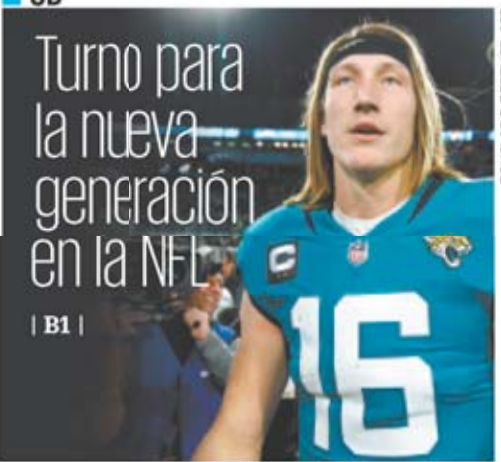 Turno para
la nueva
generación
en la NFL
| B1 |
C
16